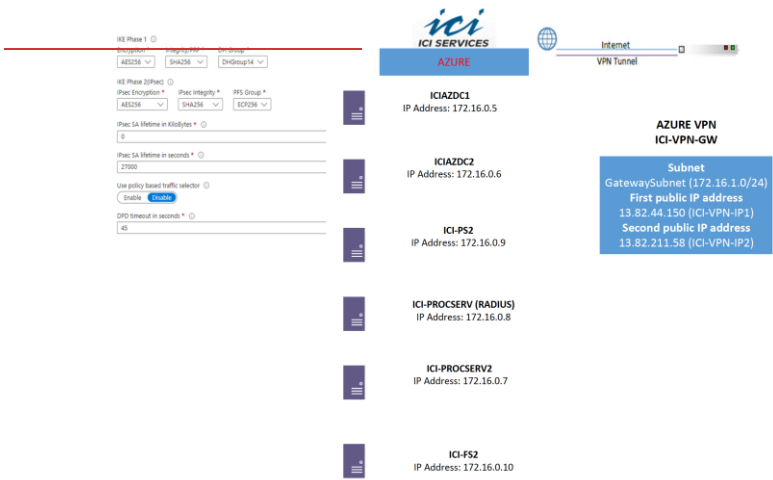 IKE Phase 1
Encryption * Integrity/PRF * DH Group *
AES256 SHA256 DHGroup14
IKE Phase 2(IPsec)
IPsec Encryption * IPsec Integrity * PFS Group *
AES256 SHA256 ECP256
IPsec SA lifetime in KiloBytes *
0
IPsec SA lifetime in seconds *
27000
Use policy based traffic selector
Enable Disable
DPD timeout in seconds *
45
ici
ICI SERVICES
AZURE
ICIAZDC1
IP Address: 172.16.0.5
ICIAZDC2
IP Address: 172.16.0.6
ICI-PS2
IP Address: 172.16.0.9
ICI-PROCSERV (RADIUS)
IP Address: 172.16.0.8
ICI-PROCSERV2
IP Address: 172.16.0.7
ICI-FS2
IP Address: 172.16.0.10
Internet
VPN Tunnel
AZURE VPN
ICI-VPN-GW
Subnet
GatewaySubnet (172.16.1.0/24)
First public IP address
13.82.44.150 (ICI-VPN-IP1)
Second public IP address
13.82.211.58 (ICI-VPN-IP2)